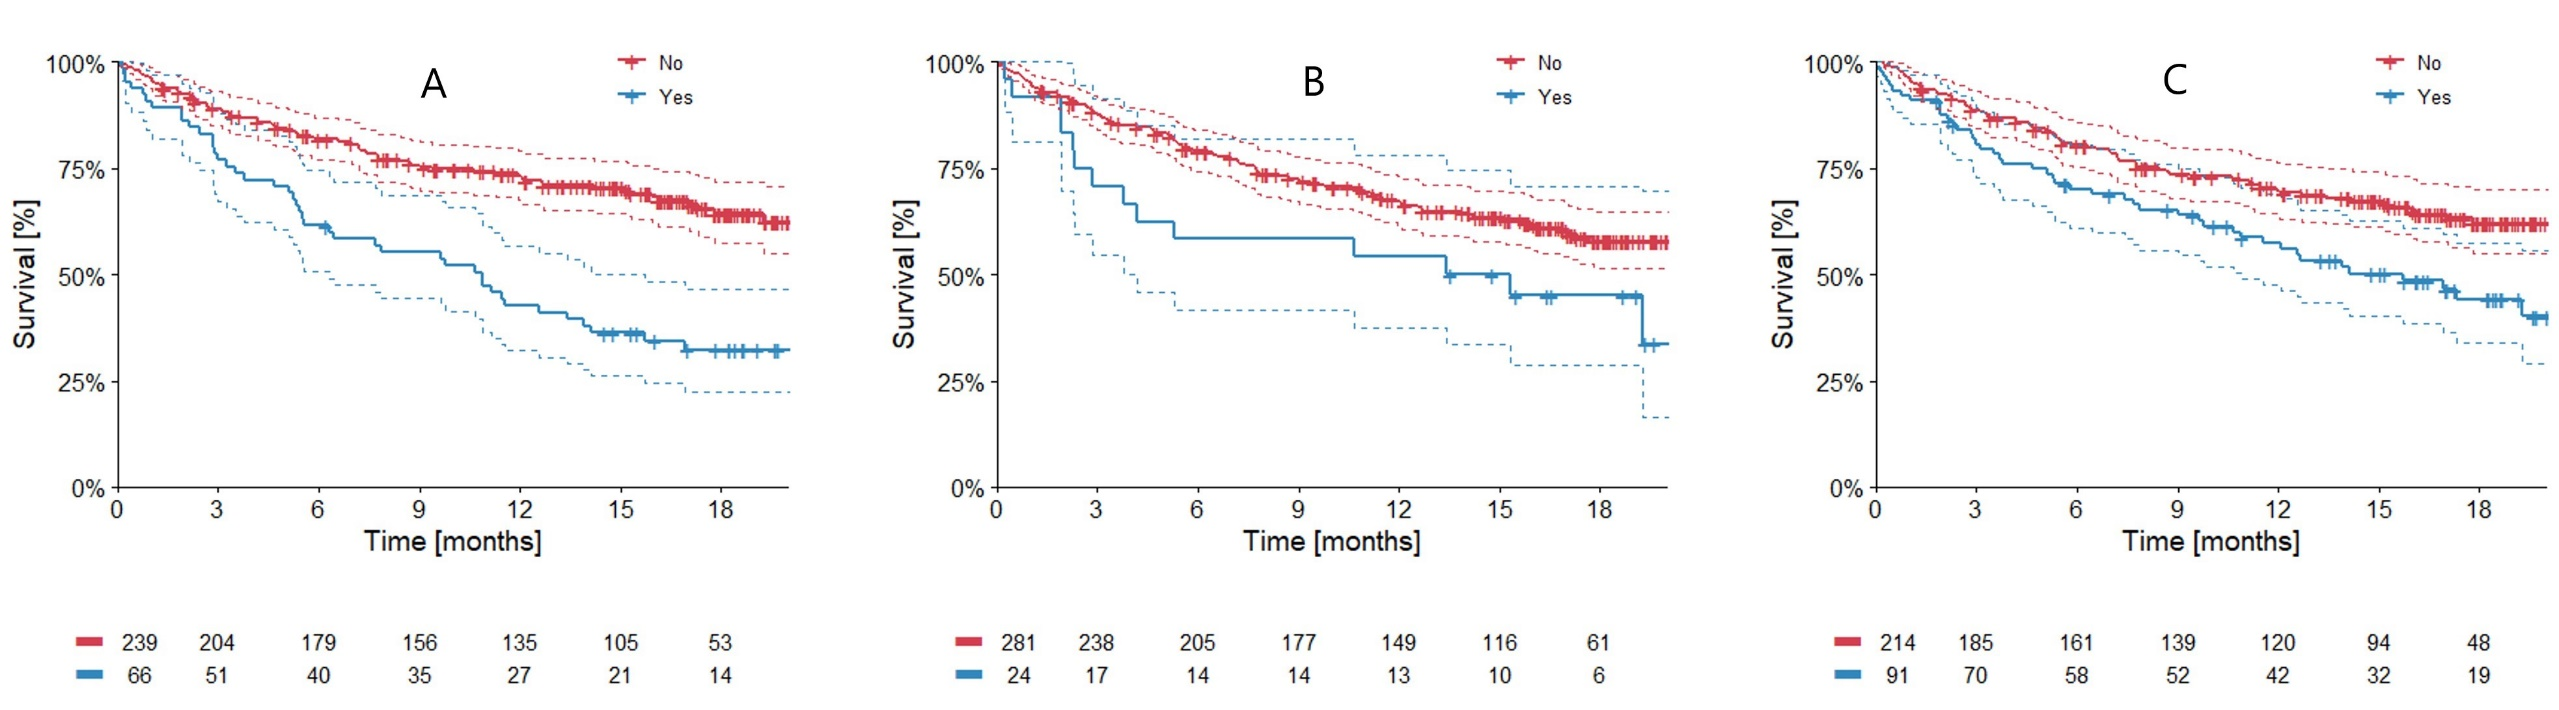 A
Survival [%]
100%
75%
50%
25%
0%
No
Yes
0 3 6 9 12 15 18
Time [months]
239 204 179 156 135 105 53
66 51 40 35 27 21 14
B
Survival [%]
100%
75%
50%
25%
0%
No
Yes
0 3 6 9 12 15 18
Time [months]
281 238 205 177 149 116 61
24 17 14 14 13 10 6
C
Survival [%]
100%
75%
50%
25%
0%
No
Yes
0 3 6 9 12 15 18
Time [months]
214 185 161 139 120 94 48
91 70 58 52 42 32 19